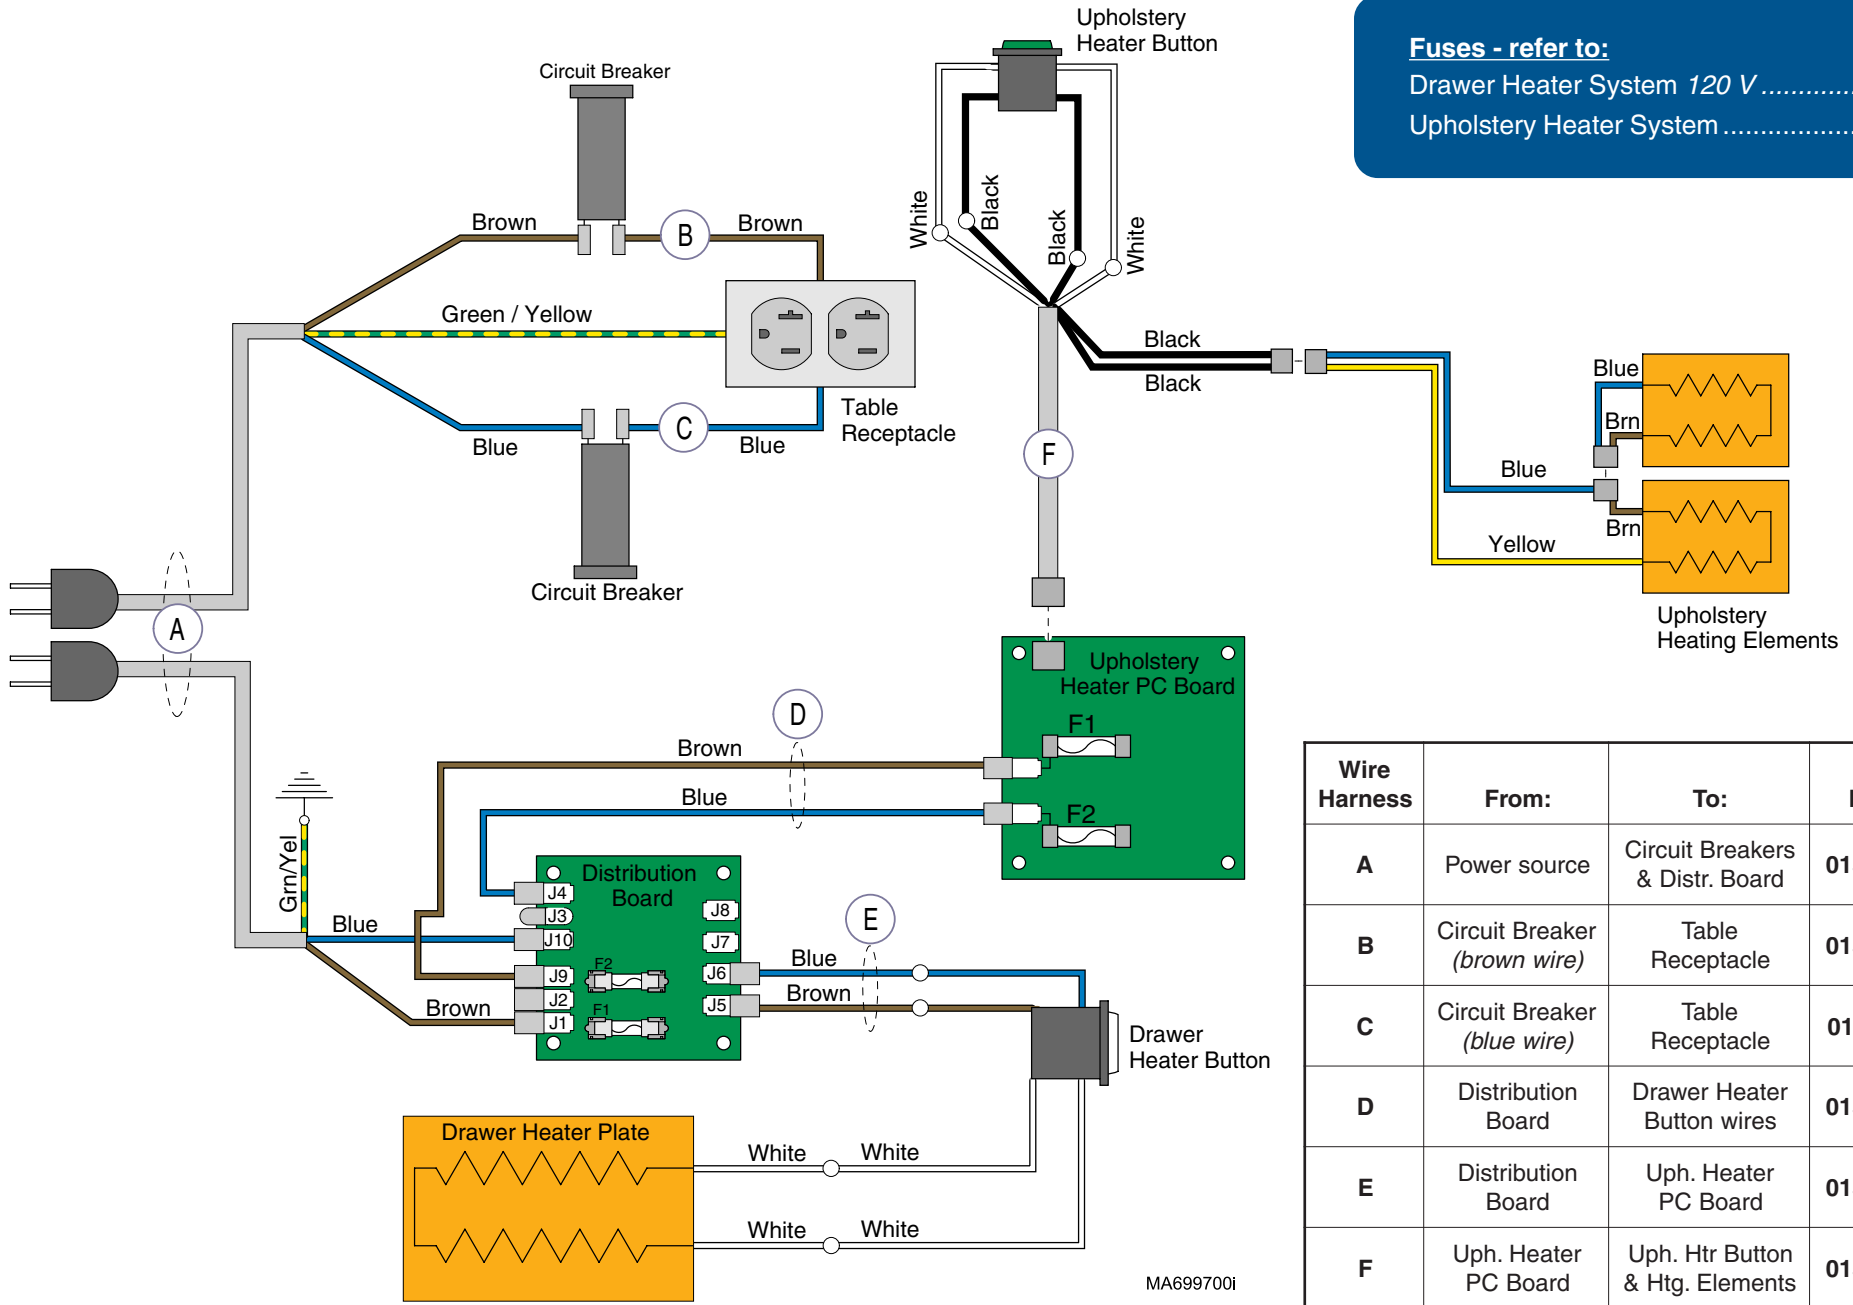 Upholstery
Heater Button
Fuses - refer to:
Drawer Heater System 120 V .............
Upholstery Heater System ...................
Circuit Breaker
White
Black
Black
White
Brown
B
Brown
Green / Yellow
Table
Receptacle
Blue
C
Blue
Circuit Breaker
Black
Black
Blue
Brn
Blue
Brn
Yellow
Upholstery
Heating Elements
F
A
Upholstery
Heater PC Board
F1
F2
D
Brown
Blue
Grn/Yel
Blue
Brown
Distribution
Board
J4
J3
J10
J9
J2
J1
F2
F1
J8
J7
J6
J5
E
Blue
Brown
Drawer
Heater Button
Drawer Heater Plate
White
White
White
White
MA699700i
Wire
Harness
From:
To:
A
Power source
Circuit Breakers
& Distr. Board
01
B
Circuit Breaker
(brown wire)
Table
Receptacle
01
C
Circuit Breaker
(blue wire)
Table
Receptacle
01
D
Distribution
Board
Drawer Heater
Button wires
01
E
Distribution
Board
Uph. Heater
PC Board
01
F
Uph. Heater
PC Board
Uph. Htr Button
& Htg. Elements
01